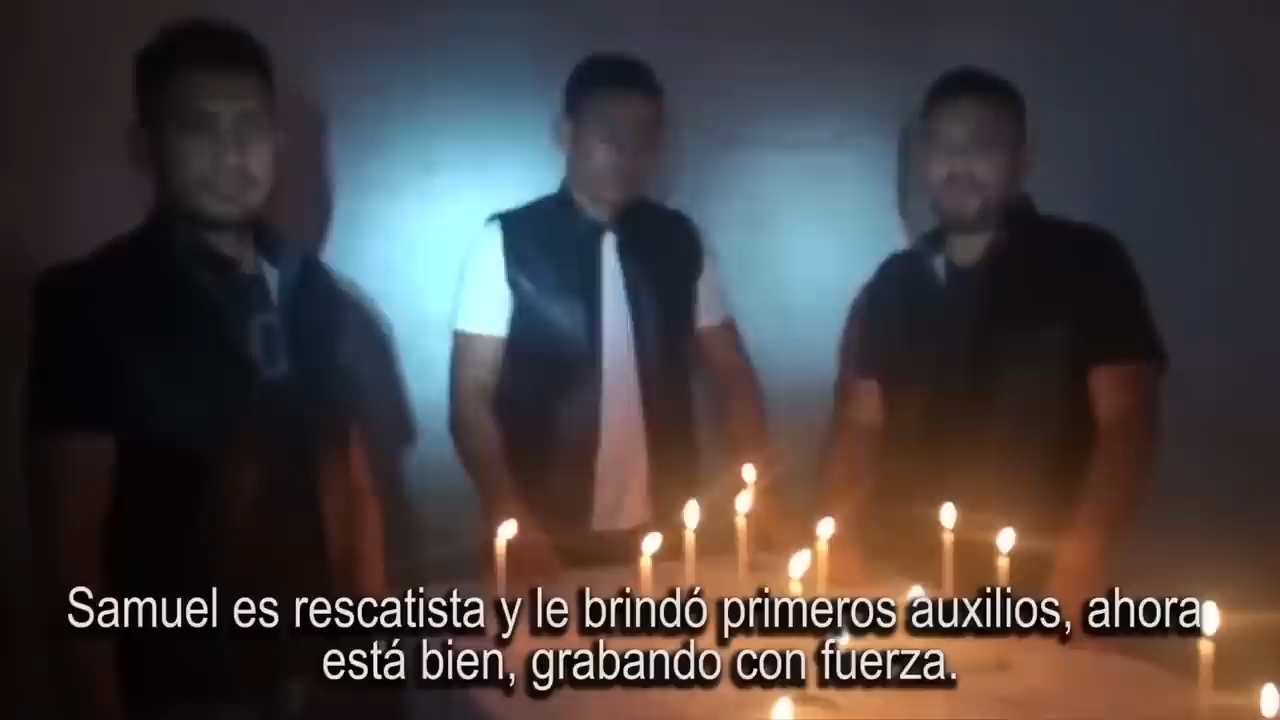 Samuel es rescatista y le brindó primeros auxilios, ahora
está bien, grabando con fuerza.